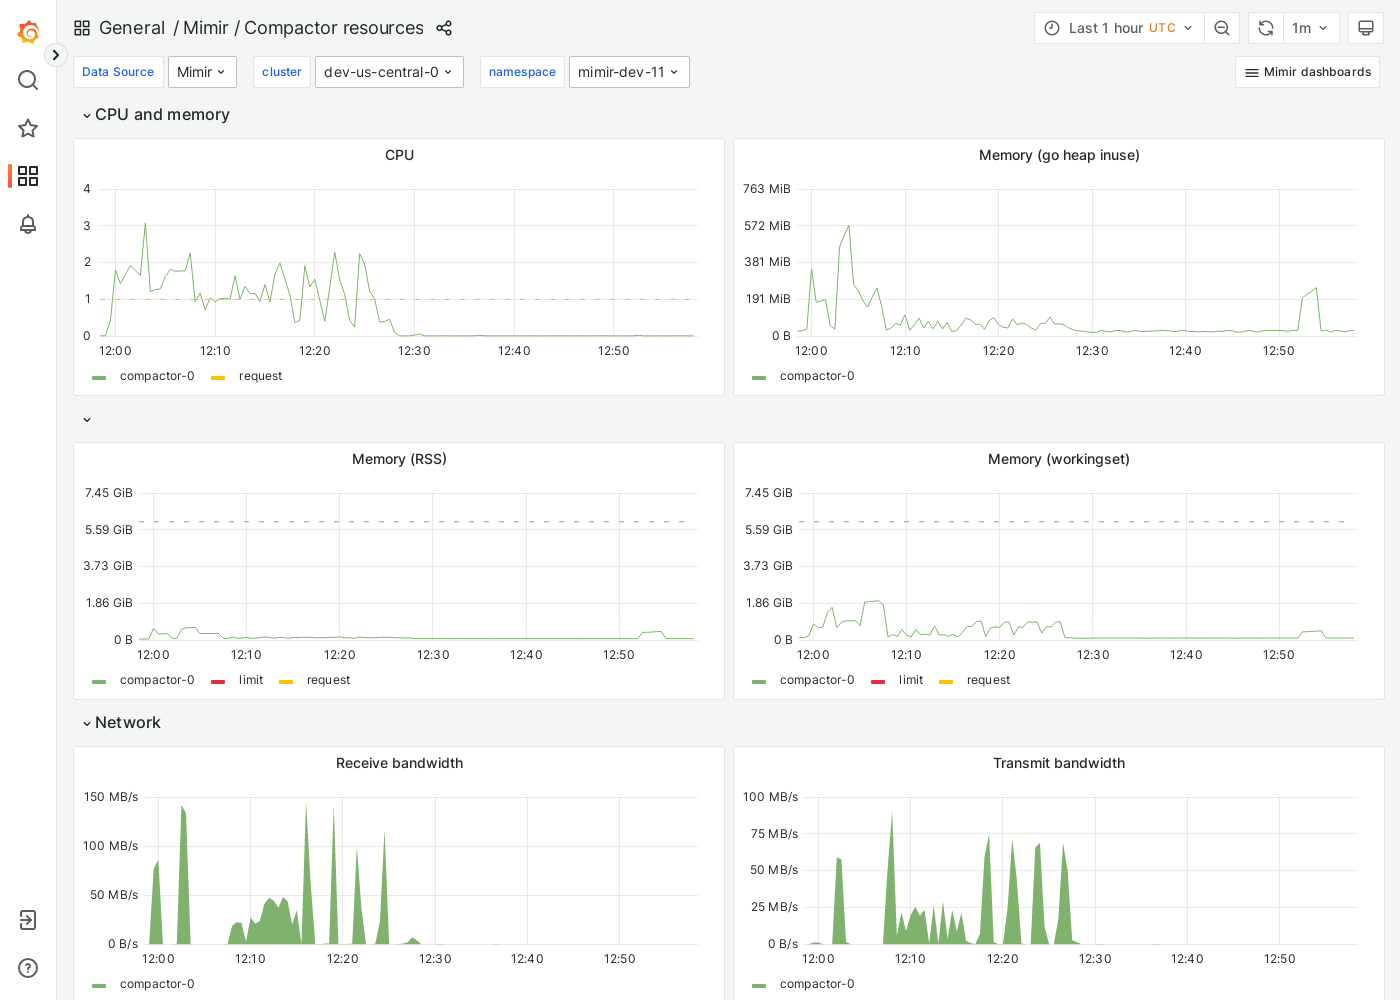 General / Mimir / Compactor resources
Last 1 hour UTC
1m
Data Source Mimir cluster dev-us-central-0 namespace mimir-dev-11
Mimir dashboards
CPU and memory
CPU
4
3
2
1
0
12:00 12:10 12:20 12:30 12:40 12:50
compactor-0 request
Memory (go heap inuse)
763 MiB
572 MiB
381 MiB
191 MiB
0 B
12:00 12:10 12:20 12:30 12:40 12:50
compactor-0
Memory (RSS)
7.45 GiB
5.59 GiB
3.73 GiB
1.86 GiB
0 B
12:00 12:10 12:20 12:30 12:40 12:50
compactor-0 limit request
Memory (workingset)
7.45 GiB
5.59 GiB
3.73 GiB
1.86 GiB
0 B
12:00 12:10 12:20 12:30 12:40 12:50
compactor-0 limit request
Network
Receive bandwidth
150 MB/s
100 MB/s
50 MB/s
0 B/s
12:00 12:10 12:20 12:30 12:40 12:50
compactor-0
Transmit bandwidth
100 MB/s
75 MB/s
50 MB/s
25 MB/s
0 B/s
12:00 12:10 12:20 12:30 12:40 12:50
compactor-0